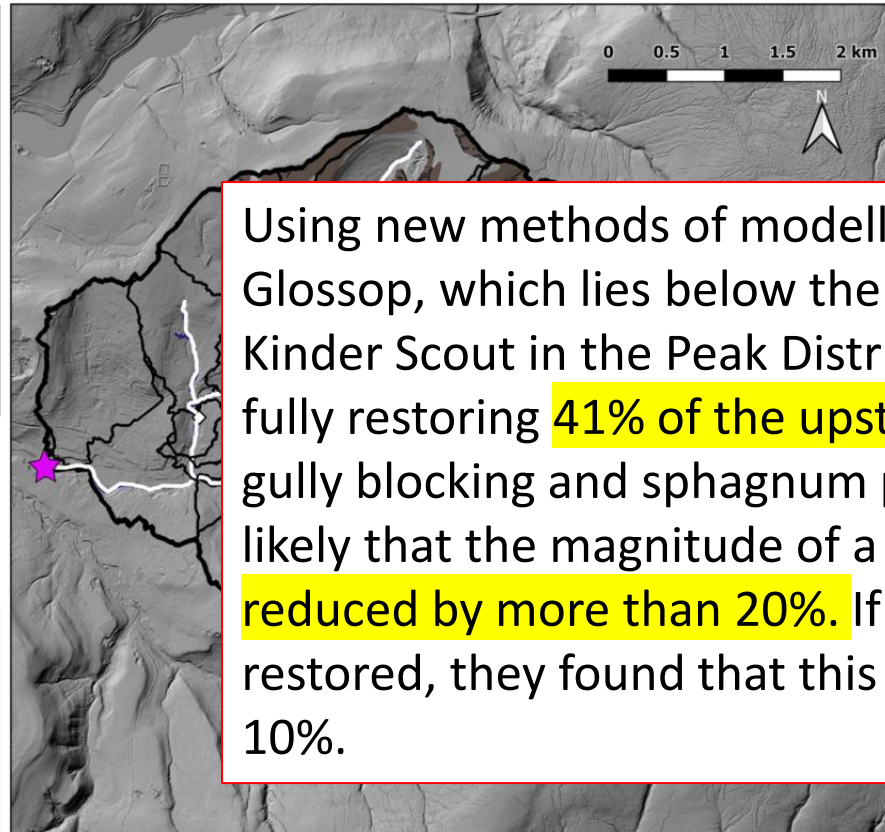 0 0.5 1 1.5 2 km
N
Using new methods of modell
Glossop, which lies below the
Kinder Scout in the Peak Distr
fully restoring 41% of the upst
gully blocking and sphagnum p
likely that the magnitude of a
reduced by more than 20%. If
restored, they found that this
10%.